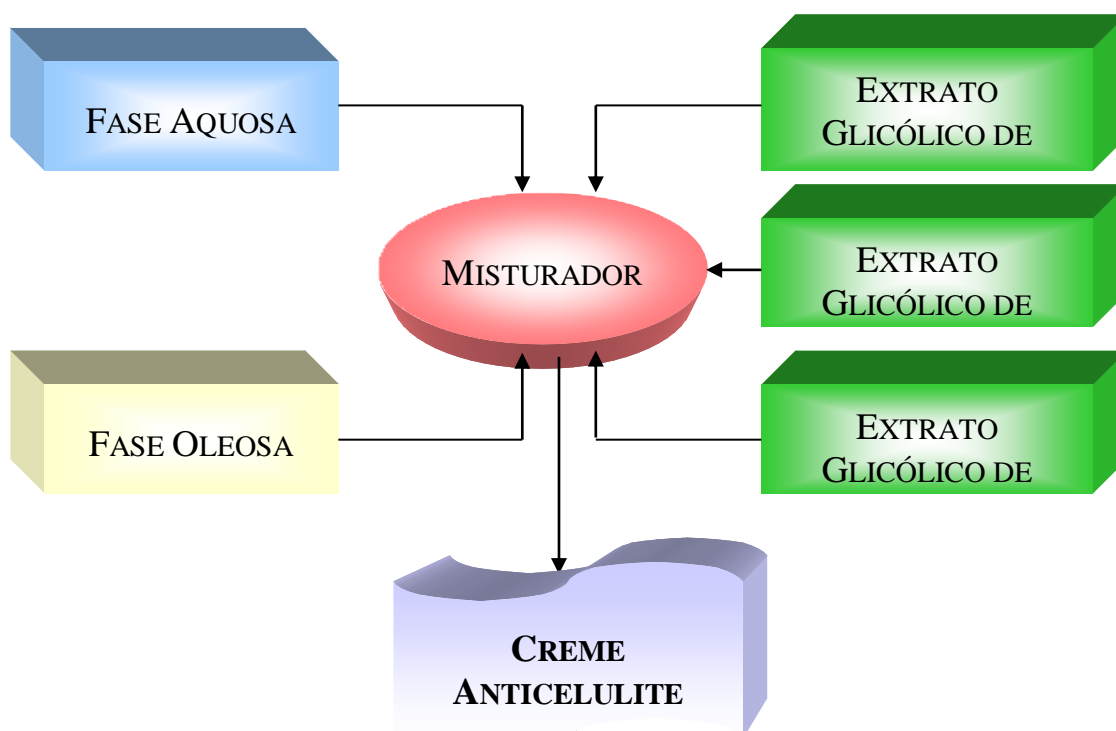 FASE AQUOSA
EXTRATO
GLICÓLICO DE
MISTURADOR
EXTRATO
GLICÓLICO DE
FASE OLEOSA
EXTRATO
GLICÓLICO DE
CREME
ANTICELULITE